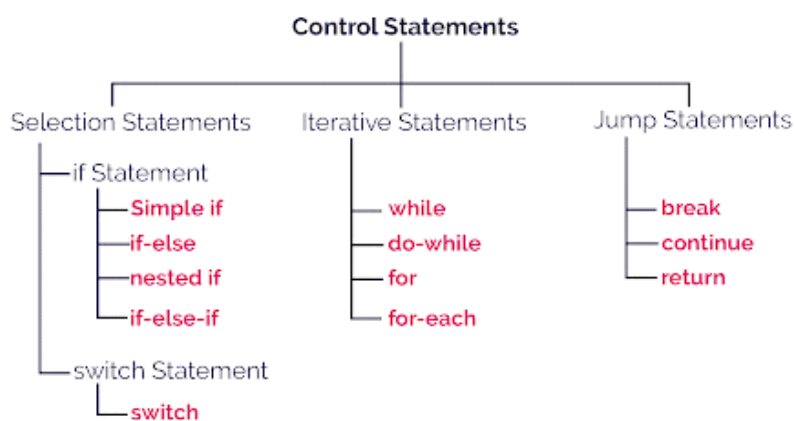 Control Statements
Selection Statements
if Statement
Simple if
if-else
nested if
if-else-if
switch Statement
switch
Iterative Statements
while
do-while
for
for-each
Jump Statements
break
continue
return